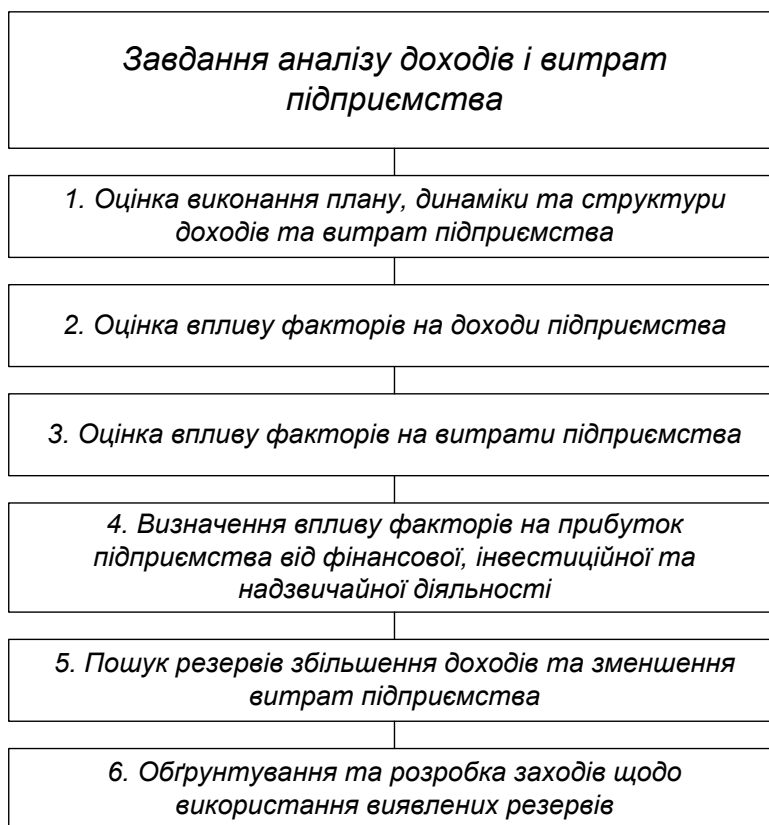 Завдання аналізу доходів і витрат
підприємства
1. Оцінка виконання плану, динаміки та структури
доходів та витрат підприємства
2. Оцінка впливу факторів на доходи підприємства
3. Оцінка впливу факторів на витрати підприємства
4. Визначення впливу факторів на прибуток
підприємства від фінансової, інвестиційної та
надзвичайної діяльності
5. Пошук резервів збільшення доходів та зменшення
витрат підприємства
6. Обґрунтування та розробка заходів щодо
використання виявлених резервів